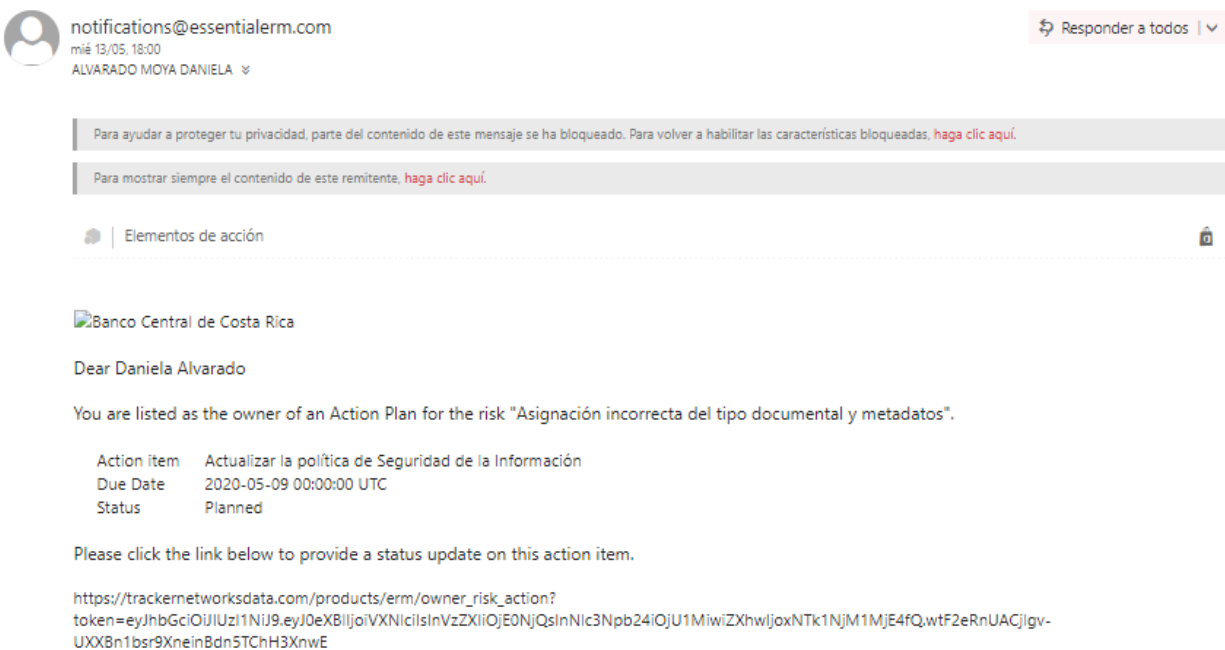 notifications@essentialerm.com
Responder a todos
mié 13/05, 18:00
ALVARADO MOYA DANIELA
Para ayudar a proteger tu privacidad, parte del contenido de este mensaje se ha bloqueado. Para volver a habilitar las características bloqueadas, haga clic aquí.
Para mostrar siempre el contenido de este remitente, haga clic aquí.
Elementos de acción
Banco Central de Costa Rica
Dear Daniela Alvarado
You are listed as the owner of an Action Plan for the risk "Asignación incorrecta del tipo documental y metadatos".
Action item Actualizar la política de Seguridad de la Información
Due Date 2020-05-09 00:00:00 UTC
Status Planned
Please click the link below to provide a status update on this action item.
https://trackernetworksdata.com/products/erm/owner_risk_action?